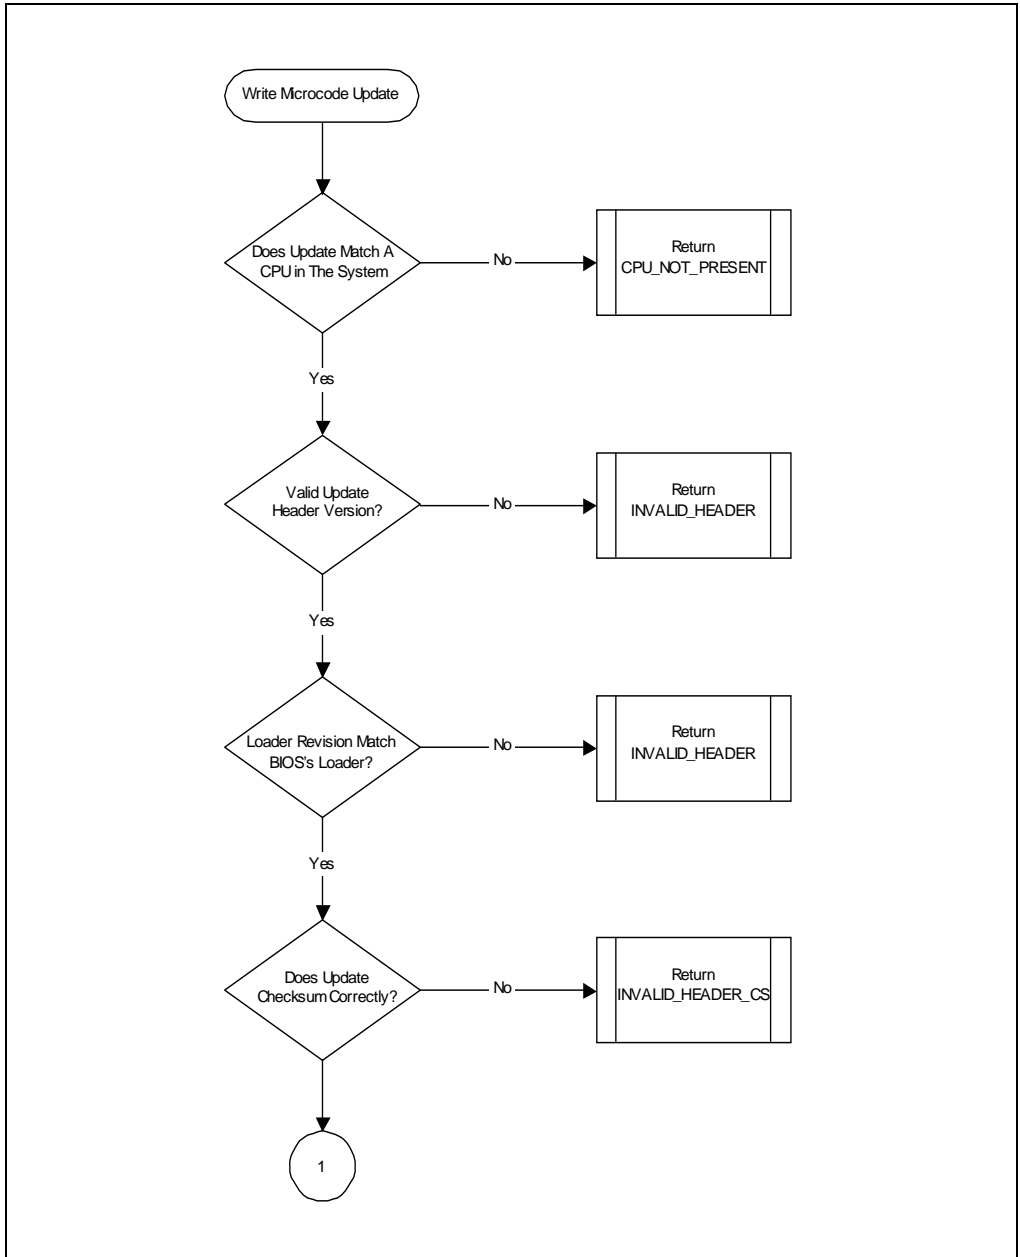 Write Microcode Update
Does Update Match A
CPU in The System
No
Return
CPU_NOT_PRESENT
Yes
Valid Update
Header Version?
No
Return
INVALID_HEADER
Yes
Loader Revision Match
BIOS's Loader?
No
Return
INVALID_HEADER
Yes
Does Update
Checksum Correctly?
No
Return
INVALID_HEADER_CS
1